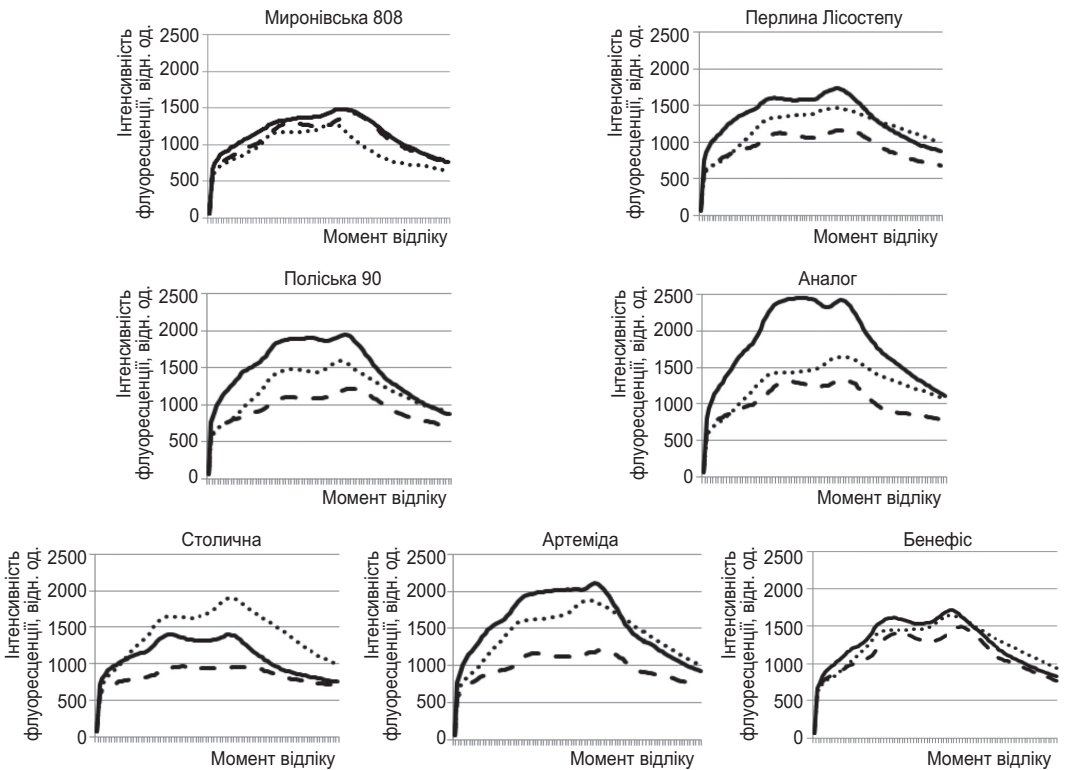 Миронівська 808
Інтенсивність
флуоресценції, відн. од.
2500
2000
1500
1000
500
0
Момент відліку
Перлина Лісостепу
Інтенсивність
флуоресценції, відн. од.
2500
2000
1500
1000
500
0
Момент відліку
Поліська 90
Інтенсивність
флуоресценції, відн. од.
2500
2000
1500
1000
500
0
Момент відліку
Аналог
Інтенсивність
флуоресценції, відн. од.
2500
2000
1500
1000
500
0
Момент відліку
Столична
Інтенсивність
флуоресценції, відн. од.
2500
2000
1500
1000
500
0
Момент відліку
Артеміда
Інтенсивність
флуоресценції, відн. од.
2500
2000
1500
1000
500
0
Момент відліку
Бенефіс
Інтенсивність
флуоресценції, відн. од.
2500
2000
1500
1000
500
0
Момент відліку